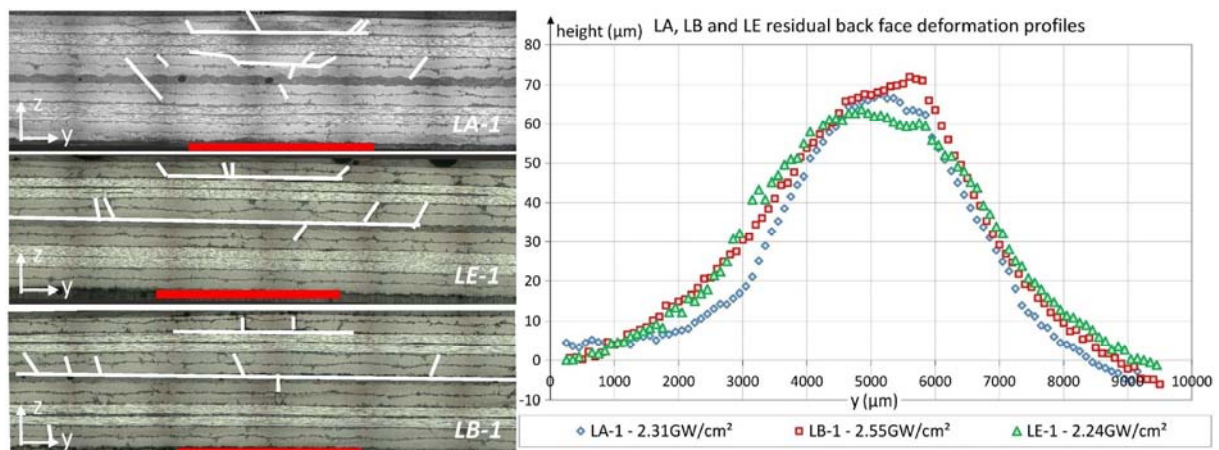 z
y
LA-1
z
y
LE-1
z
y
LB-1
height (μm)
LA, LB and LE residual back face deformation profiles
80
70
60
50
40
30
20
10
0
-10
0
1000
2000
3000
4000
5000
6000
7000
8000
9000
10000
y (μm)
LA-1 - 2.31GW/cm²
LB-1 - 2.55GW/cm²
LE-1 - 2.24GW/cm²